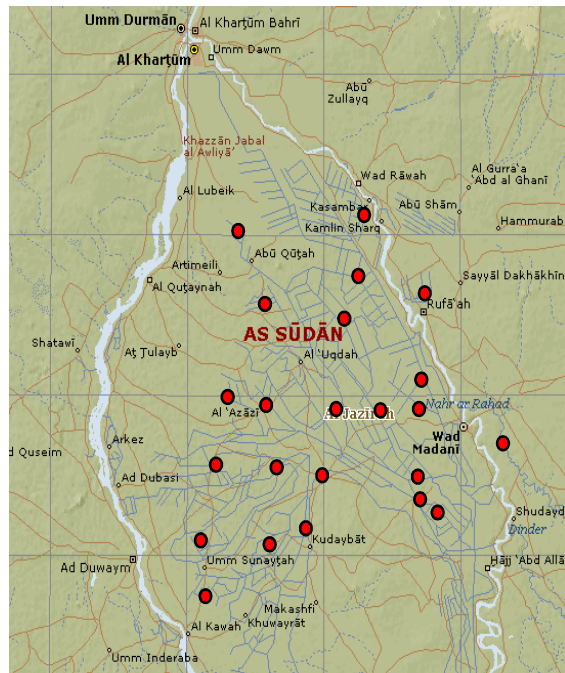 Umm Durmān
Al Kharṭūm Bahrī
Al Kharṭūm
Umm Dawm
Abū
Zullayq
Khazzān Jabal
al Awliyā'
Wad Rāwah
Al Gurra'a
'Abd al Ghanī
Al Lubeik
Kasambar
Abū Shām
Kamlin Sharq
Hammurab
Abū Qūṭah
Artimeili
Sayyāl Dakhākhīn
Al Quṭaynah
Rufā'ah
AS SŪDĀN
Shatawī
Aṭ Ṭulayb
Al 'Uqdah
Al 'Azāzī
Al Jazīrah
Nahr ar Rahad
Wad
Madanī
Arkez
d Quseim
Ad Dubasi
Shudayd
Dinder
Kudaybāt
Ad Duwaym
Umm Sunayṭah
Hājj 'Abd Allā
Makashfi
Khuwayrāt
Al Kawah
Umm Inderaba